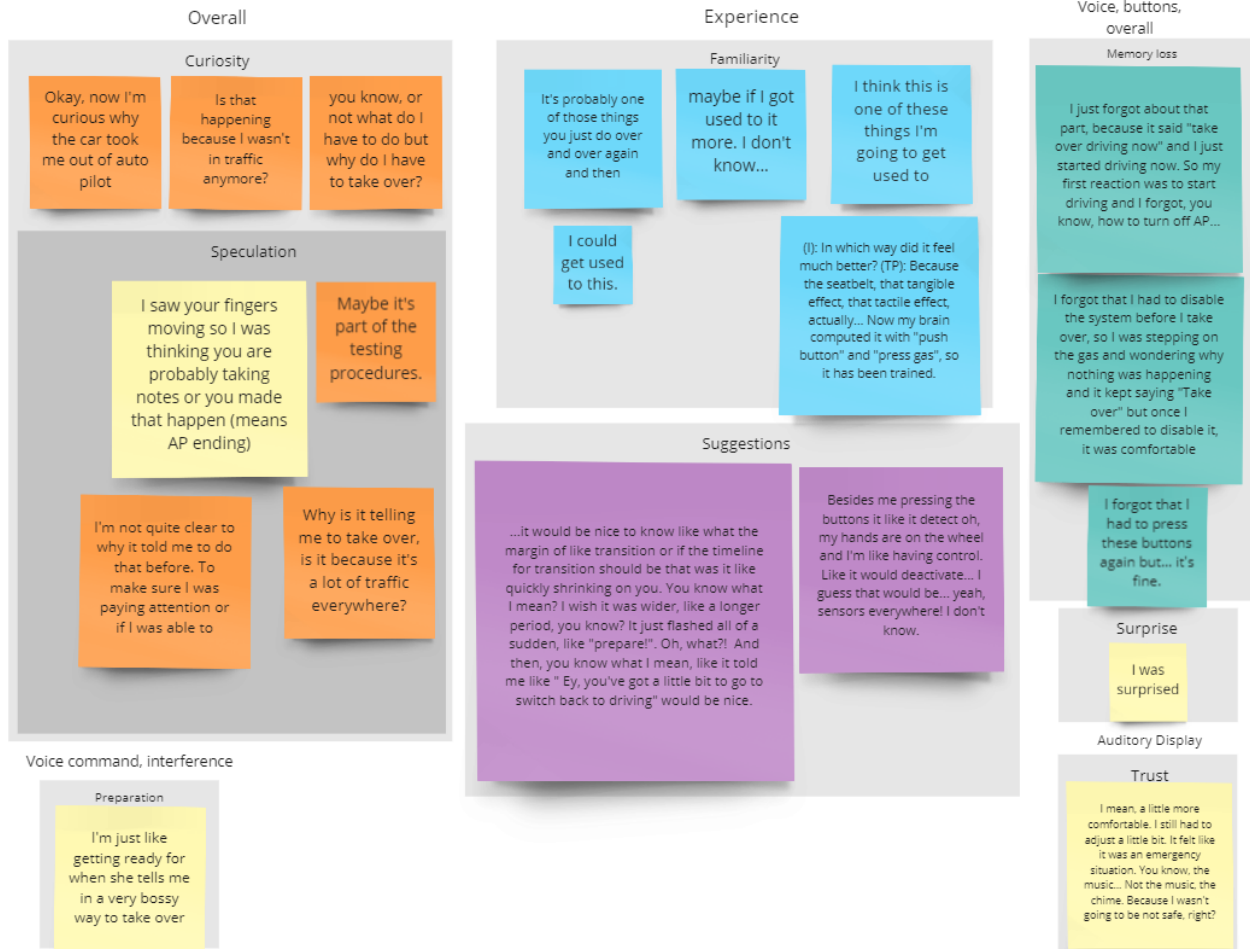 Overall
Curiosity
Okay, now I'm
curious why
the car took
me out of auto
pilot
Is that
happening
because I wasn't
in traffic
anymore?
you know, or
not what do I
have to do but
why do I have
to take over?
Speculation
I saw your fingers
moving so I was
thinking you are
probably taking
notes or you made
that happen (means
AP ending)
Maybe it's
part of the
testing
procedures.
I'm not quite clear to
why it told me to do
that before. To
make sure I was
paying attention or
if I was able to
Why is it telling
me to take over,
is it because it's
a lot of traffic
everywhere?
Voice command, interference
Preparation
I'm just like
getting ready for
when she tells me
in a very bossy
way to take over
Experience
Familiarity
It's probably one
of those things
you just do over
and over again
and then
maybe if I got
used to it
more. I don't
know...
I think this is
one of these
things I'm
going to get
used to
I could
get used
to this.
(I): In which way did it feel
much better? (TP): Because
the seatbelt, that tangible
effect, that tactile effect,
actually... Now my brain
computed it with "push
button" and "press gas", so
it has been trained.
Suggestions
...it would be nice to know like what the
margin of like transition or if the timeline
for transition should be that was it like
quickly shrinking on you. You know what
I mean? I wish it was wider, like a longer
period, you know? It just flashed all of a
sudden, like "prepare!". Oh, what?! And
then, you know what I mean, like it told
me like " Ey, you've got a little bit to go to
switch back to driving" would be nice.
Besides me pressing the
buttons it like it detect oh,
my hands are on the wheel
and I'm like having control.
Like it would deactivate... I
guess that would be... yeah,
sensors everywhere! I don't
know.
Voice, buttons,
overall
Memory loss
I just forgot about that
part, because it said "take
over driving now" and I just
started driving now. So my
first reaction was to start
driving and I forgot, you
know, how to turn off AP...
I forgot that I had to disable
the system before I take
over, so I was stepping on
the gas and wondering why
nothing was happening
and it kept saying "Take
over" but once I
remembered to disable it,
it was comfortable
I forgot that I
had to press
these buttons
again but... it's
fine.
Surprise
I was
surprised
Auditory Display
Trust
I mean, a little more
comfortable. I still had to
adjust a little bit. It felt like
it was an emergency
situation. You know, the
music... Not the music, the
chime. Because I wasn't
going to be not safe, right?